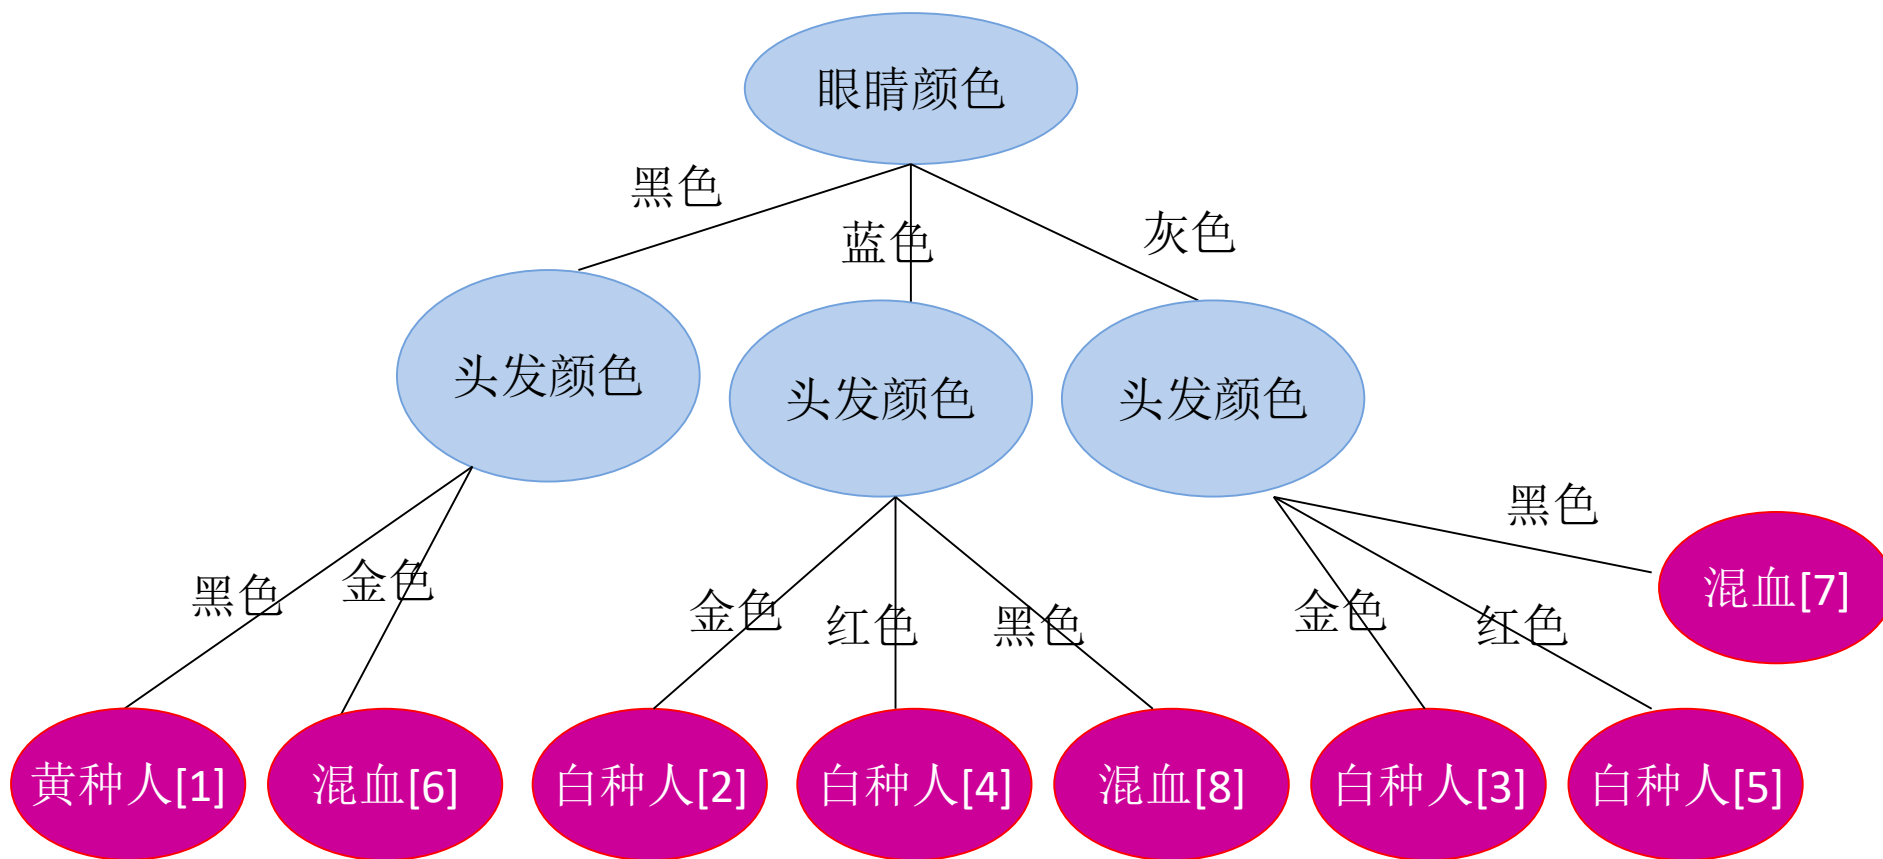 眼睛颜色
黑色
蓝色
灰色
头发颜色
头发颜色
头发颜色
黑色
金色
金色
红色
黑色
金色
红色
黑色
混血[7]
黄种人[1]
混血[6]
白种人[2]
白种人[4]
混血[8]
白种人[3]
白种人[5]